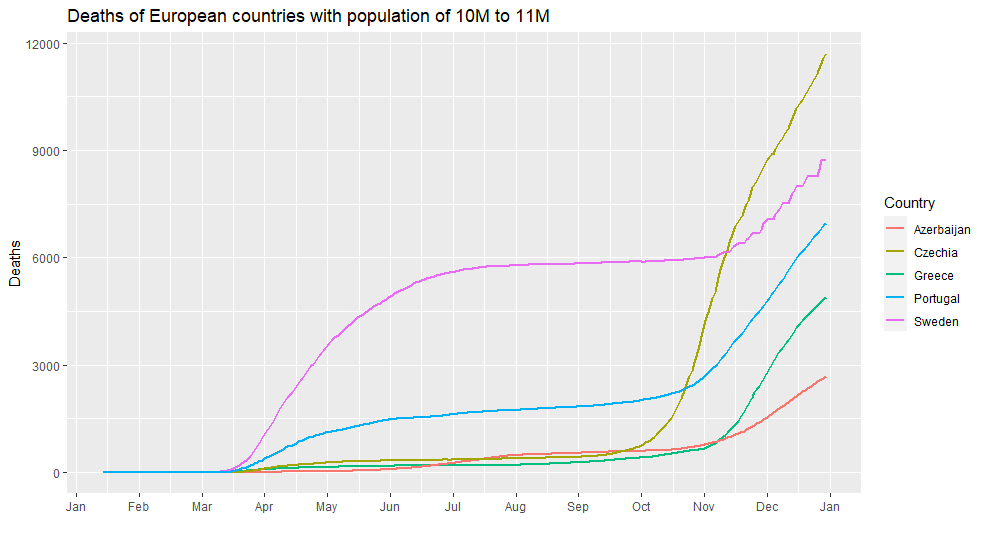 Deaths of European countries with population of 10M to 11M
12000
9000
6000
3000
0
Deaths
Jan Feb Mar Apr May Jun Jul Aug Sep Oct Nov Dec Jan
Country
Azerbaijan
Czechia
Greece
Portugal
Sweden